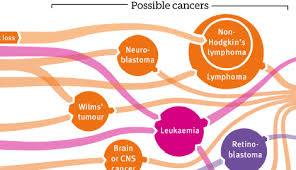 Possible cancers
loss
Non-
Hodgkin's
lymphoma
Neuro-
blastoma
Lymphoma
Wilms'
tumour
Leukaemia
Brain
or CNS
cancer
Retino-
blastoma